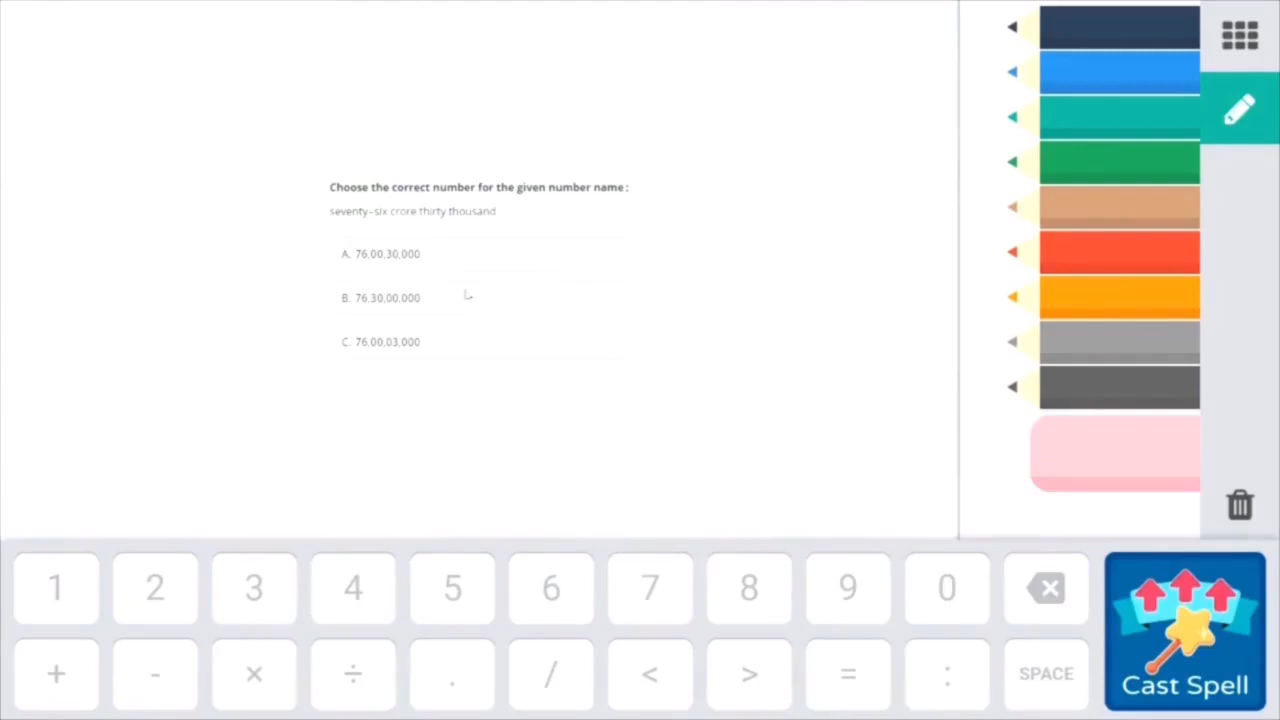 Choose the correct number for the given number name:
seventy-six crore thirty thousand
A. 76,00,30,000
B. 76,30,00,000
C. 76,00,03,000
1 2 3 4 5 6 7 8 9 0
+ - × ÷ . / < > = : SPACE
Cast Spell